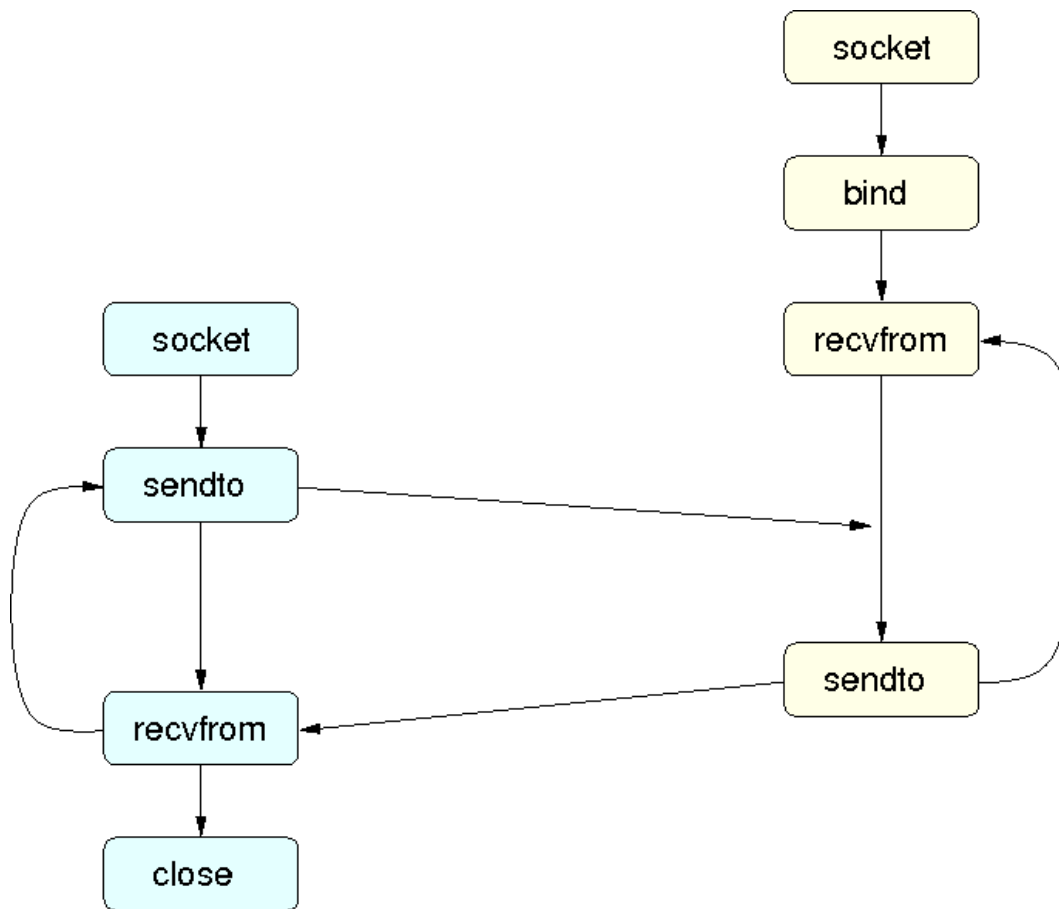 socket
bind
recvfrom
socket
sendto
sendto
recvfrom
close